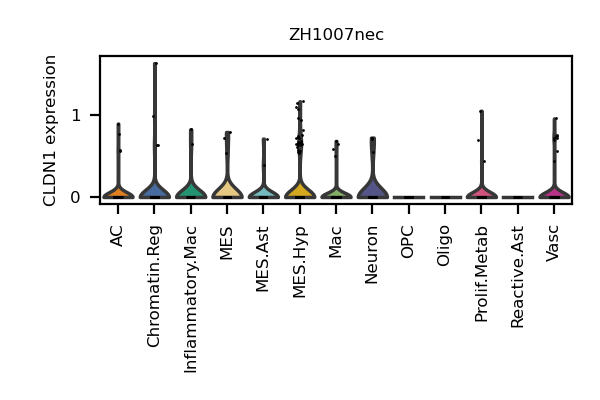 ZH1007nec
CLDN1 expression
1
0
AC
Chromatin.Reg
Inflammatory.Mac
MES
MES.Ast
MES.Hyp
Mac
Neuron
OPC
Oligo
Prolif.Metab
Reactive.Ast
Vasc